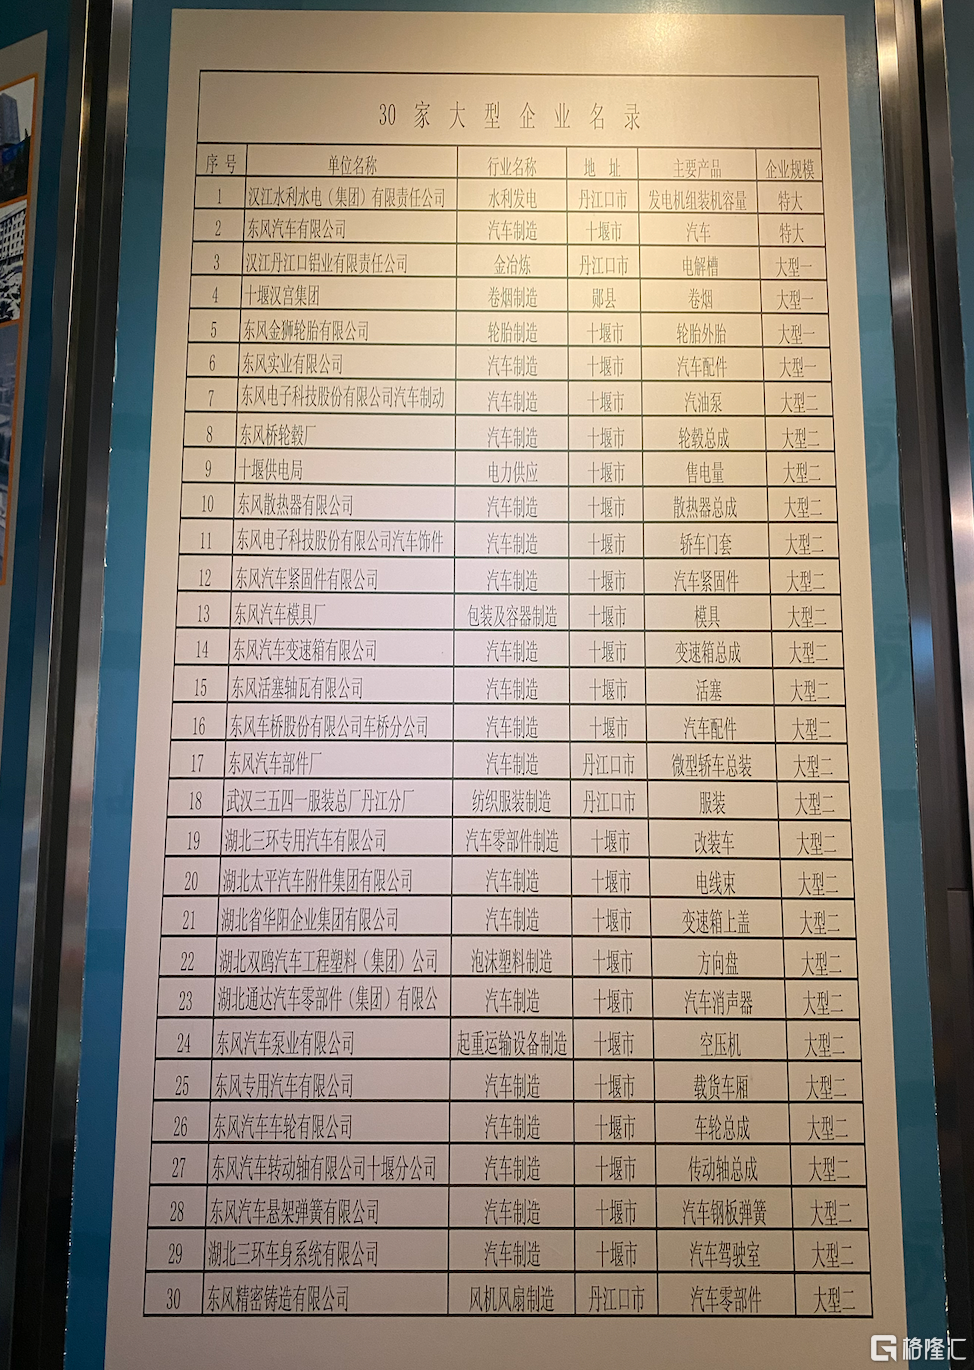 30 家 大 型 企 业 名 录
序 号 单位名称 行业名称 地 址 主要产品 企业规模
1 汉江水利水电（集团）有限责任公司 水利发电 丹江口市 发电机组装机容量 特大
2 东风汽车有限公司 汽车制造 十堰市 汽车 特大
3 汉江丹江口铝业有限责任公司 金冶炼 丹江口市 电解槽 大型一
4 十堰汉宫集团 卷烟制造 郧县 卷烟 大型一
5 东风金狮轮胎有限公司 轮胎制造 十堰市 轮胎外胎 大型一
6 东风实业有限公司 汽车制造 十堰市 汽车配件 大型一
7 东风电子科技股份有限公司汽车制动 汽车制造 十堰市 汽油泵 大型二
8 东风桥轮毂厂 汽车制造 十堰市 轮毂总成 大型二
9 十堰供电局 电力供应 十堰市 售电量 大型二
10 东风散热器有限公司 汽车制造 十堰市 散热器总成 大型二
11 东风电子科技股份有限公司汽车饰件 汽车制造 十堰市 轿车门套 大型二
12 东风汽车紧固件有限公司 汽车制造 十堰市 汽车紧固件 大型二
13 东风汽车模具厂 包装及容器制造 十堰市 模具 大型二
14 东风汽车变速箱有限公司 汽车制造 十堰市 变速箱总成 大型二
15 东风活塞轴瓦有限公司 汽车制造 十堰市 活塞 大型二
16 东风车桥股份有限公司车桥分公司 汽车制造 十堰市 汽车配件 大型二
17 东风汽车部件厂 汽车制造 丹江口市 微型轿车总装 大型二
18 武汉三五四一服装总厂丹江分厂 纺织服装制造 丹江口市 服装 大型二
19 湖北三环专用汽车有限公司 汽车零部件制造 十堰市 改装车 大型二
20 湖北太平汽车附件集团有限公司 汽车制造 十堰市 电线束 大型二
21 湖北省华阳企业集团有限公司 汽车制造 十堰市 变速箱上盖 大型二
22 湖北双鸥汽车工程塑料（集团）公司 泡沫塑料制造 十堰市 方向盘 大型二
23 湖北通达汽车零部件（集团）有限公 汽车制造 十堰市 汽车消声器 大型二
24 东风汽车泵业有限公司 起重运输设备制造 十堰市 空压机 大型二
25 东风专用汽车有限公司 汽车制造 十堰市 载货车厢 大型二
26 东风汽车车轮有限公司 汽车制造 十堰市 车轮总成 大型二
27 东风汽车转动轴有限公司十堰分公司 汽车制造 十堰市 传动轴总成 大型二
28 东风汽车悬架弹簧有限公司 汽车制造 十堰市 汽车钢板弹簧 大型二
29 湖北三环车身系统有限公司 汽车制造 十堰市 汽车驾驶室 大型二
30 东风精密铸造有限公司 风机风扇制造 丹江口市 汽车零部件 大型二
格隆汇